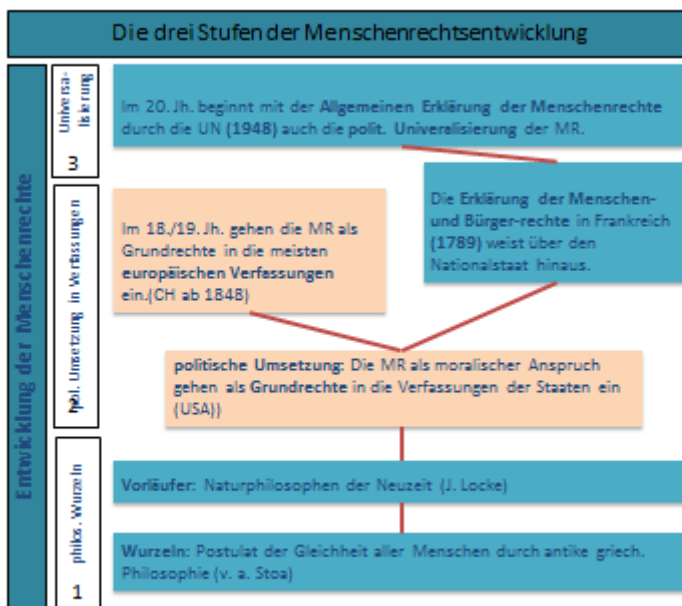 Die drei Stufen der Menschenrechtsentwicklung
Entwicklung der Menschenrechte
Universa-
lisierung
3
Im 20. Jh. beginnt mit der Allgemeinen Erklärung der Menschenrechte
durch die UN (1948) auch die polit. Univeralisierung der MR.
pol. Umsetzung in Verfassungen
2
Im 18./19. Jh. gehen die MR als
Grundrechte in die meisten
europäischen Verfassungen
ein.(CH ab 1848)
Die Erklärung der Menschen-
und Bürger-rechte in Frankreich
(1789) weist über den
Nationalstaat hinaus.
politische Umsetzung: Die MR als moralischer Anspruch
gehen als Grundrechte in die Verfassungen der Staaten ein
(USA))
philos. Wurzeln
1
Vorläufer: Naturphilosophen der Neuzeit (J. Locke)
Wurzeln: Postulat der Gleichheit aller Menschen durch antike griech.
Philosophie (v. a. Stoa)